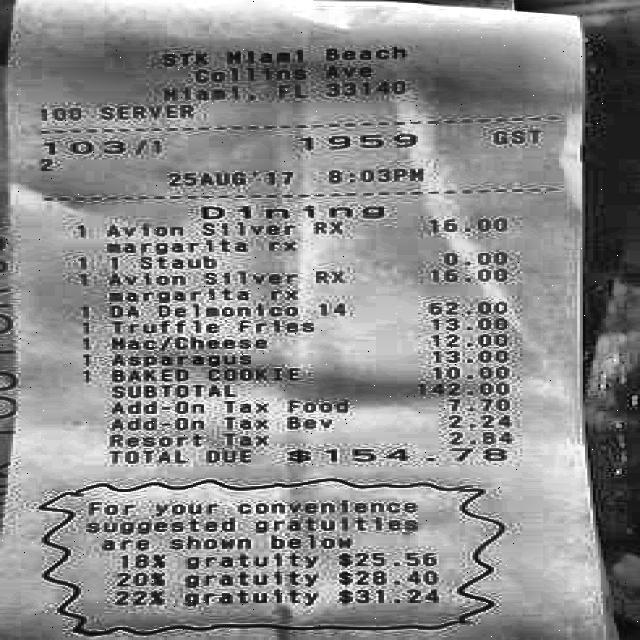 STK Miami Beach
Collins Ave
Miami, FL 33140
100 SERVER
103/1 1959 GST
2
25AUG'17 8:03PM
Dining
1 Avion Silver RX 16.00
margarita rx
1 1 Staub 0.00
1 Avion Silver RX 16.00
margarita rx
1 DA Delmonico 14 62.00
1 Truffle Fries 13.00
1 Mac/Cheese 12.00
1 Asparagus 13.00
1 BAKED COOKIE 10.00
SUBTOTAL 142.00
Add-On Tax Food 7.70
Add-On Tax Bev 2.24
Resort Tax 2.84
TOTAL DUE $154.78
For your convenience
suggested gratuities
are shown below
18% gratuity $25.56
20% gratuity $28.40
22% gratuity $31.24